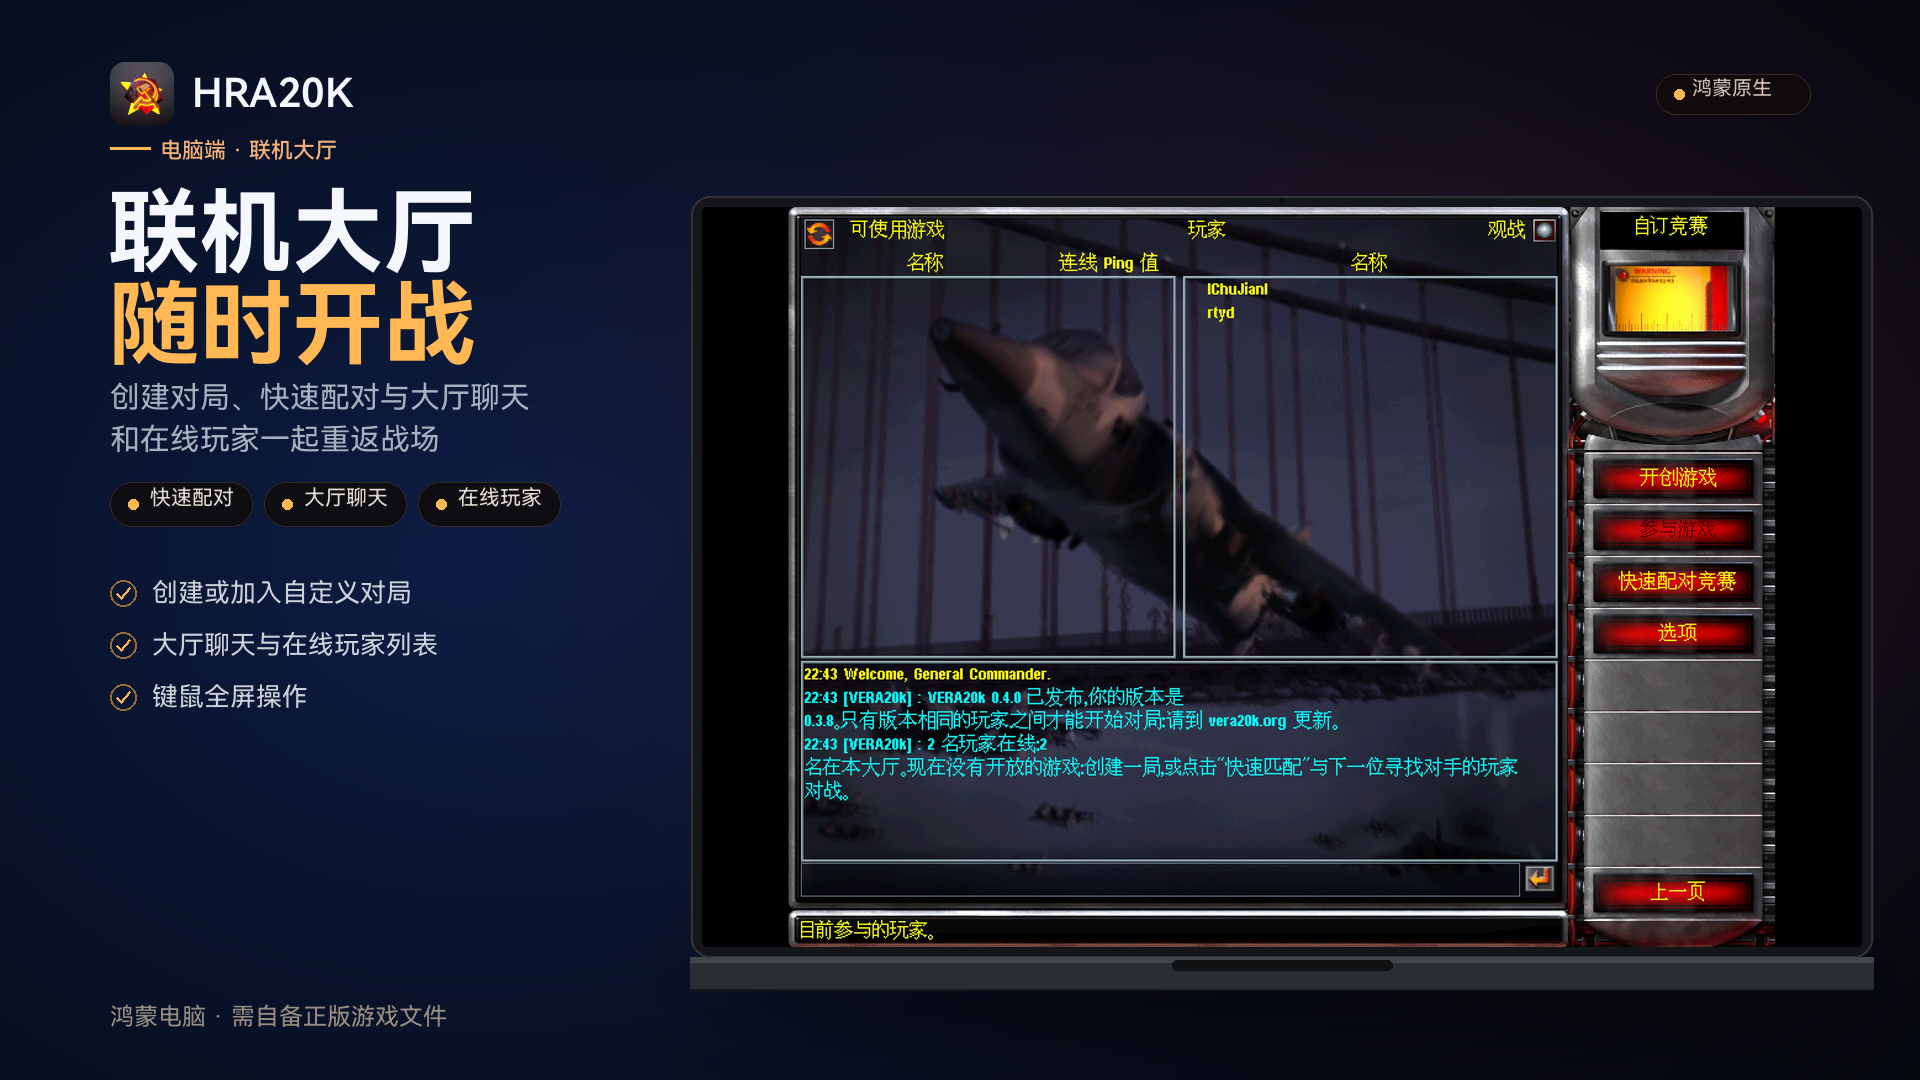 HRA20K
鸿蒙原生
电脑端 · 联机大厅
联机大厅
随时开战
创建对局、快速配对与大厅聊天
和在线玩家一起重返战场
快速配对
大厅聊天
在线玩家
创建或加入自定义对局
大厅聊天与在线玩家列表
键鼠全屏操作
鸿蒙电脑 · 需自备正版游戏文件
可使用游戏
玩家
观战
名称
连线 Ping 值
名称
lChuJianl
rtyd
22:43 Welcome, General Commander.
22:43 [VERA20k] : VERA20k 0.4.0 已发布,你的版本是
0.3.8。只有版本相同的玩家之间才能开始对局:请到 vera20k.org 更新。
22:43 [VERA20k] : 2 名玩家在线:2
名在本大厅。现在没有开放的游戏:创建一局,或点击“快速匹配”与下一位寻找对手的玩家
对战。
目前参与的玩家。
自订竞赛
WARNING
开创游戏
参与游戏
快速配对竞赛
选项
上一页